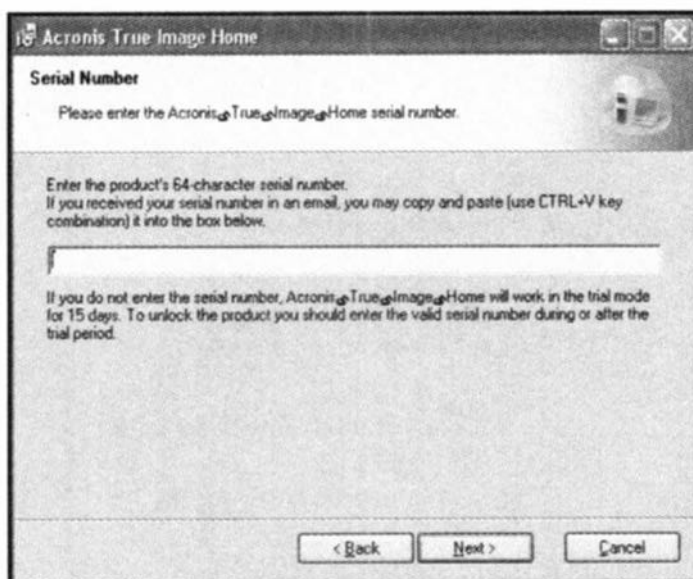 Acronis True Image Home
Serial Number
Please enter the Acronis True Image Home serial number.
Enter the product's 64-character serial number.
If you received your serial number in an email, you may copy and paste (use CTRL+V key
combination) it into the box below.
If you do not enter the serial number, Acronis True Image Home will work in the trial mode
for 15 days. To unlock the product you should enter the valid serial number during or after the
trial period.
< Back
Next >
Cancel